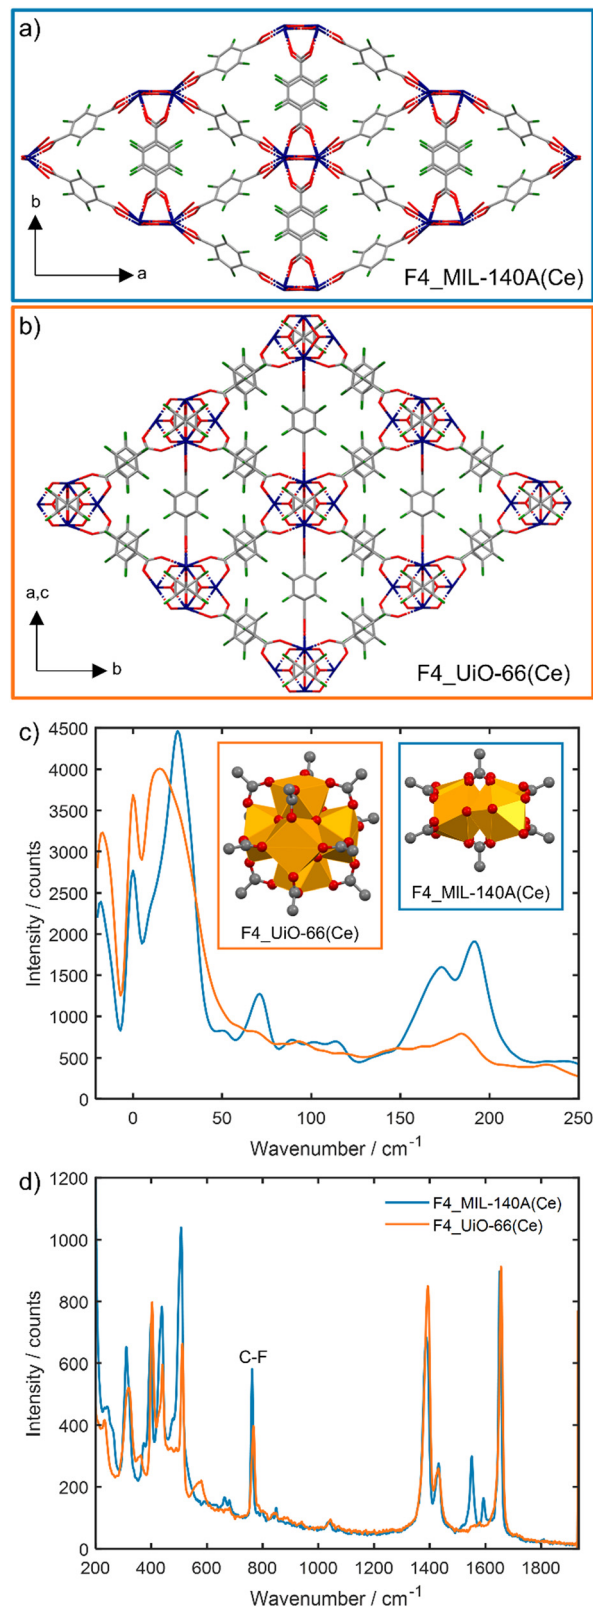 a)
b
a
F4_MIL-140A(Ce)
b)
a,c
b
F4_UiO-66(Ce)
c)
4500
4000
3500
3000
2500
2000
1500
1000
500
0
Intensity / counts
F4_UiO-66(Ce)
F4_MIL-140A(Ce)
0 50 100 150 200 250
Wavenumber / cm⁻¹
d)
1200
1000
800
600
400
200
0
Intensity / counts
F4_MIL-140A(Ce)
F4_UiO-66(Ce)
C-F
200 400 600 800 1000 1200 1400 1600 1800
Wavenumber / cm⁻¹